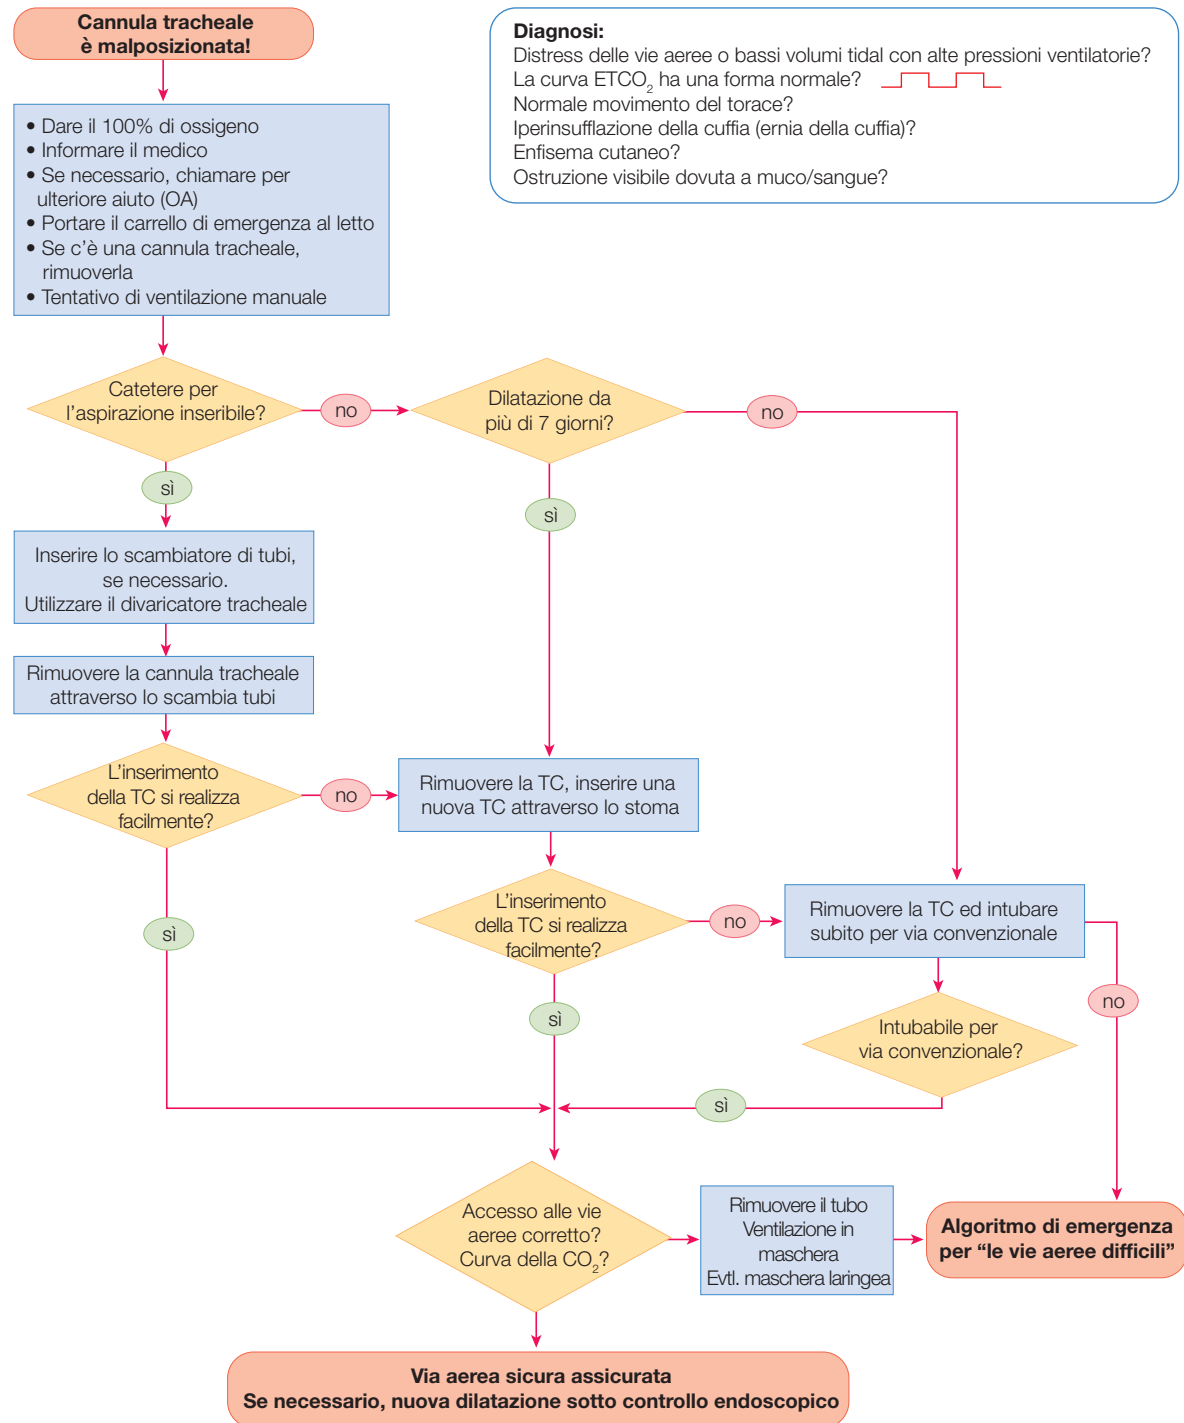 Cannula tracheale
è malposizionata!
Diagnosi:
Distress delle vie aeree o bassi volumi tidal con alte pressioni ventilatorie?
La curva ETCO₂ ha una forma normale?
Normale movimento del torace?
Iperinsufflazione della cuffia (ernia della cuffia)?
Enfisema cutaneo?
Ostruzione visibile dovuta a muco/sangue?
• Dare il 100% di ossigeno
• Informare il medico
• Se necessario, chiamare per
ulteriore aiuto (OA)
• Portare il carrello di emergenza al letto
• Se c’è una cannula tracheale,
rimuoverla
• Tentativo di ventilazione manuale
Catetere per
l’aspirazione inseribile?
no
Dilatazione da
più di 7 giorni?
no
sì
sì
Inserire lo scambiatore di tubi,
se necessario.
Utilizzare il divaricatore tracheale
Rimuovere la cannula tracheale
attraverso lo scambia tubi
L’inserimento
della TC si realizza
facilmente?
no
Rimuovere la TC, inserire una
nuova TC attraverso lo stoma
sì
L’inserimento
della TC si realizza
facilmente?
no
Rimuovere la TC ed intubare
subito per via convenzionale
sì
Intubabile per
via convenzionale?
no
sì
Accesso alle vie
aeree corretto?
Curva della CO₂?
Rimuovere il tubo
Ventilazione in
maschera
Evtl. maschera laringea
Algoritmo di emergenza
per “le vie aeree difficili”
Via aerea sicura assicurata
Se necessario, nuova dilatazione sotto controllo endoscopico